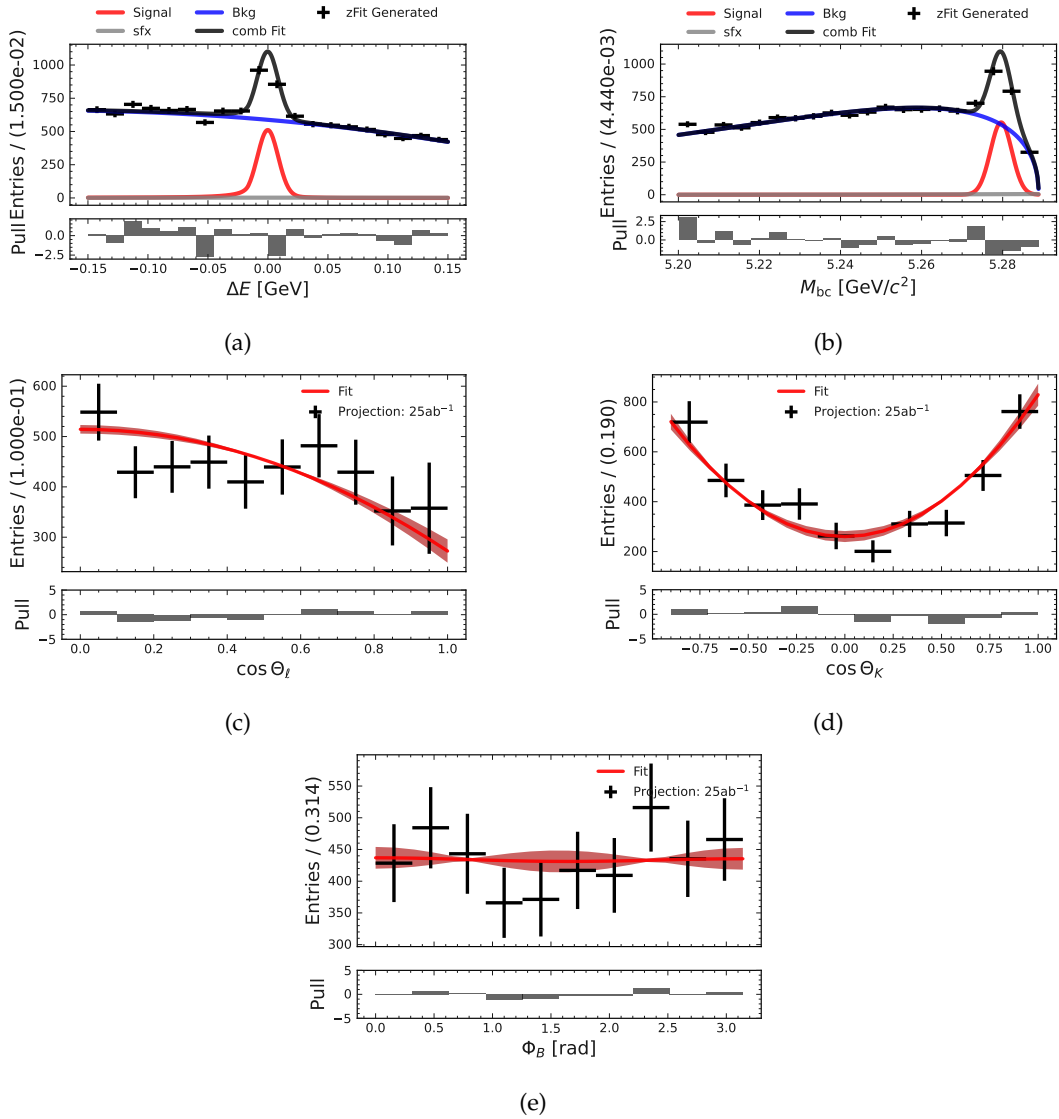 Signal Bkg zFit Generated
sfx comb Fit
Entries / (1.500e-02)
1000
750
500
250
0
Pull
0.0
−2.5
−0.15 −0.10 −0.05 0.00 0.05 0.10 0.15
ΔE [GeV]
(a)
Signal Bkg zFit Generated
sfx comb Fit
Entries / (4.440e-03)
1000
750
500
250
0
Pull
2.5
0.0
5.20 5.22 5.24 5.26 5.28
M_bc [GeV/c²]
(b)
Entries / (1.000e-01)
600
500
400
300
Fit
Projection: 25ab⁻¹
Pull
5
0
−5
0.0 0.2 0.4 0.6 0.8 1.0
cos Θ_ℓ
(c)
Entries / (0.190)
800
600
400
200
Fit
Projection: 25ab⁻¹
Pull
5
0
−5
−0.75 −0.50 −0.25 0.00 0.25 0.50 0.75 1.00
cos Θ_K
(d)
Entries / (0.314)
550
500
450
400
350
300
Fit
Projection: 25ab⁻¹
Pull
5
0
−5
0.0 0.5 1.0 1.5 2.0 2.5 3.0
Φ_B [rad]
(e)